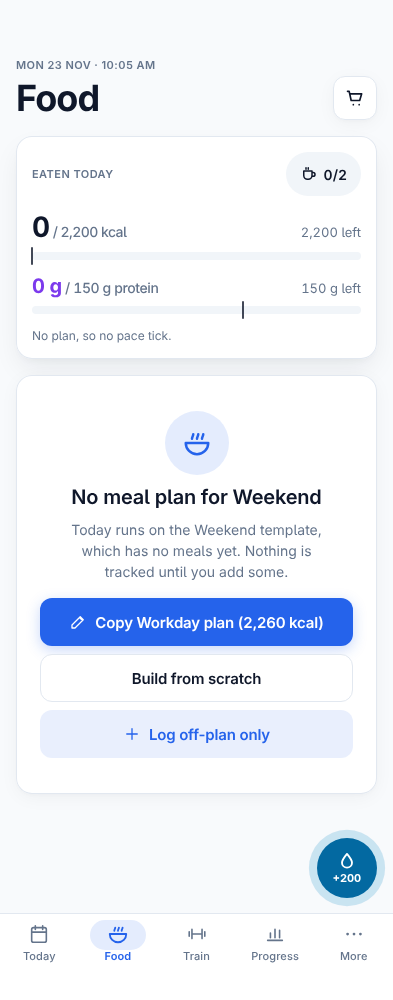 MON 23 NOV · 10:05 AM
Food
EATEN TODAY
0/2
0 / 2,200 kcal
2,200 left
0 g / 150 g protein
150 g left
No plan, so no pace tick.
No meal plan for Weekend
Today runs on the Weekend template,
which has no meals yet. Nothing is
tracked until you add some.
Copy Workday plan (2,260 kcal)
Build from scratch
Log off-plan only
+200
Today
Food
Train
Progress
More